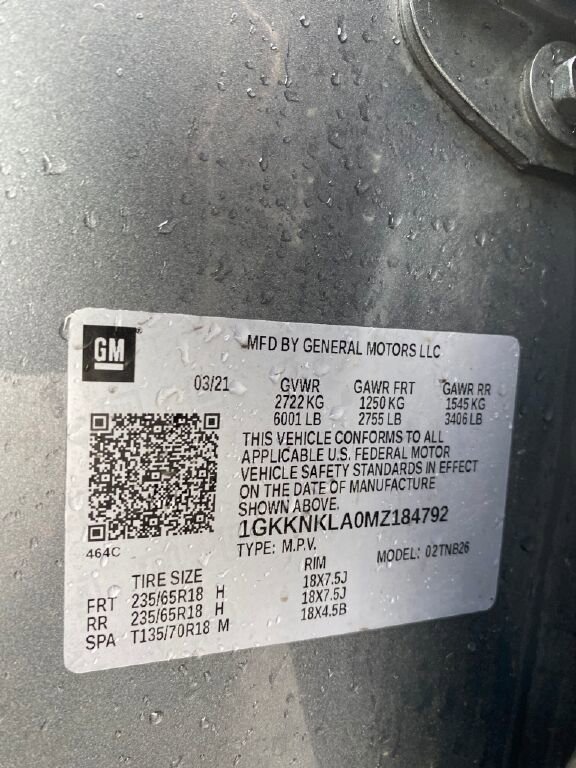 GM
MFD BY GENERAL MOTORS LLC
03/21 GVWR GAWR FRT GAWR RR
2722 KG 1250 KG 1545 KG
6001 LB 2755 LB 3406 LB
THIS VEHICLE CONFORMS TO ALL
APPLICABLE U.S. FEDERAL MOTOR
VEHICLE SAFETY STANDARDS IN EFFECT
ON THE DATE OF MANUFACTURE
SHOWN ABOVE.
1GKKNKLA0MZ184792
464C TYPE: M.P.V. MODEL: 02TNB26
TIRE SIZE RIM
FRT 235/65R18 H 18X7.5J
RR 235/65R18 H 18X7.5J
SPA T135/70R18 M 18X4.5B